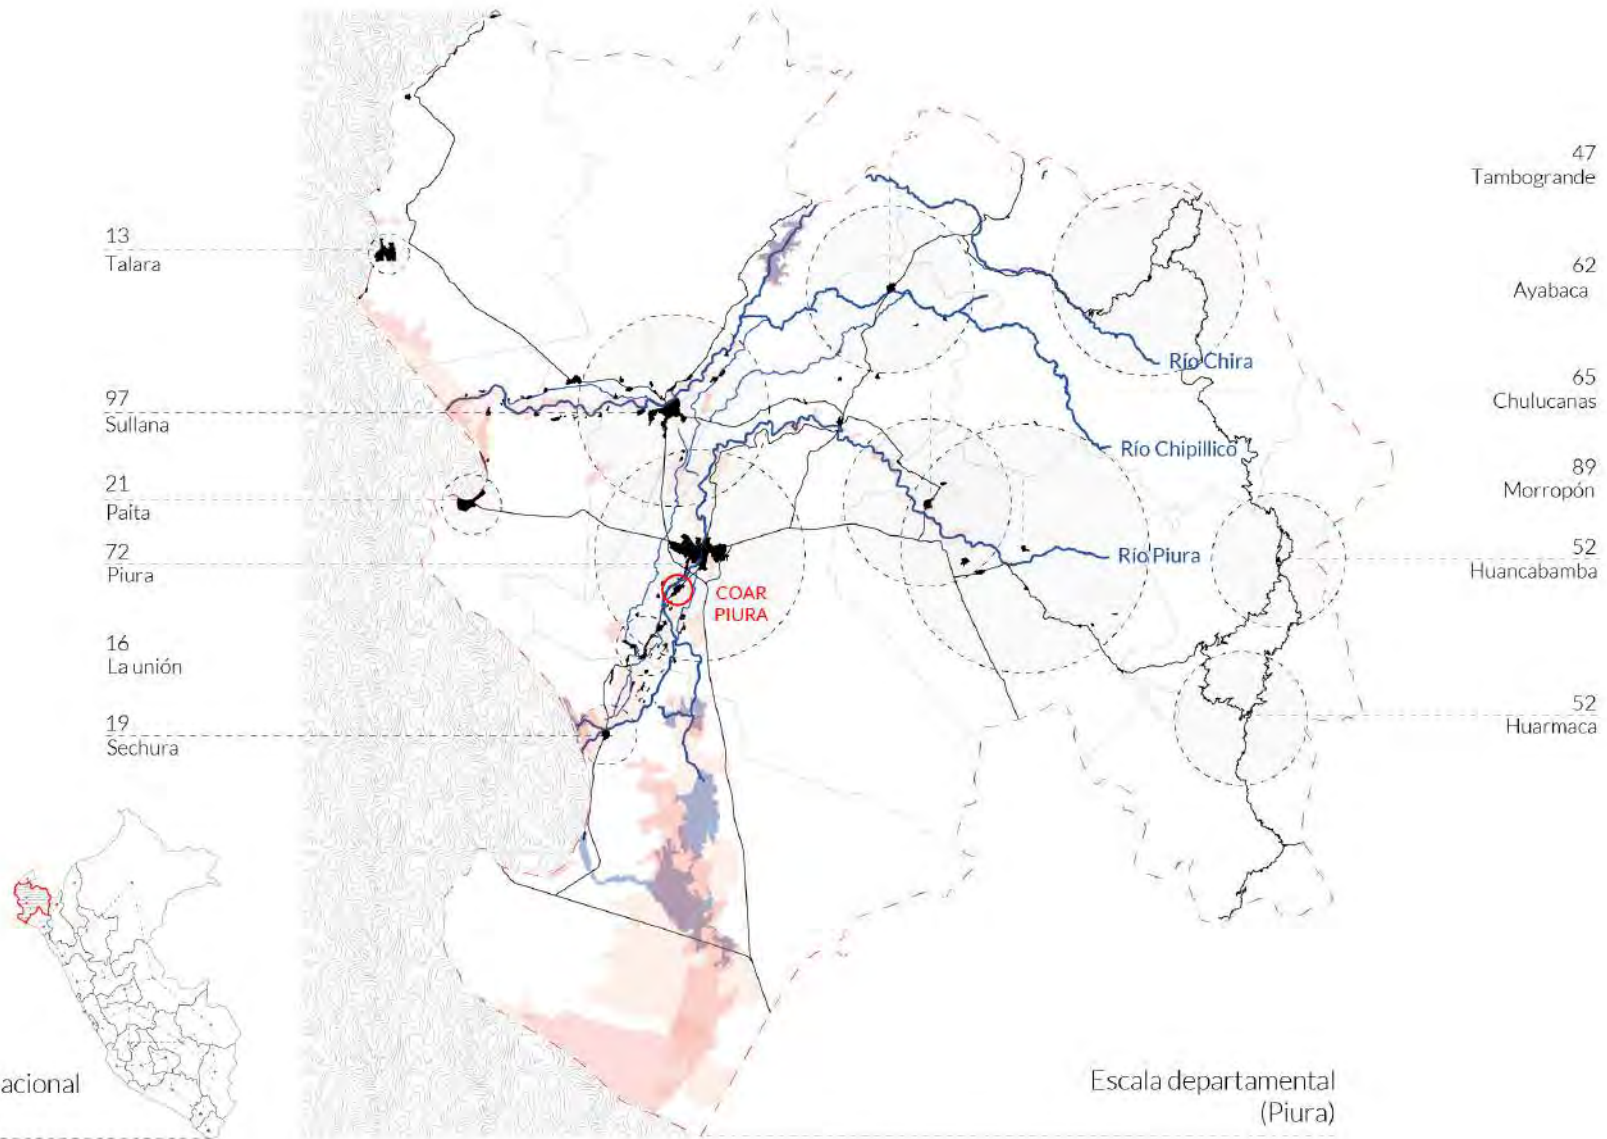 47
Tambogrande
13
Talara
62
Ayabaca
Río Chira
97
Sullana
65
Chulucanas
Río Chipillico
21
Paita
89
Morropón
72
Piura
Río Piura
52
Huancabamba
COAR
PIURA
16
La unión
19
Sechura
52
Huarmaca
acional
Escala departamental
(Piura)